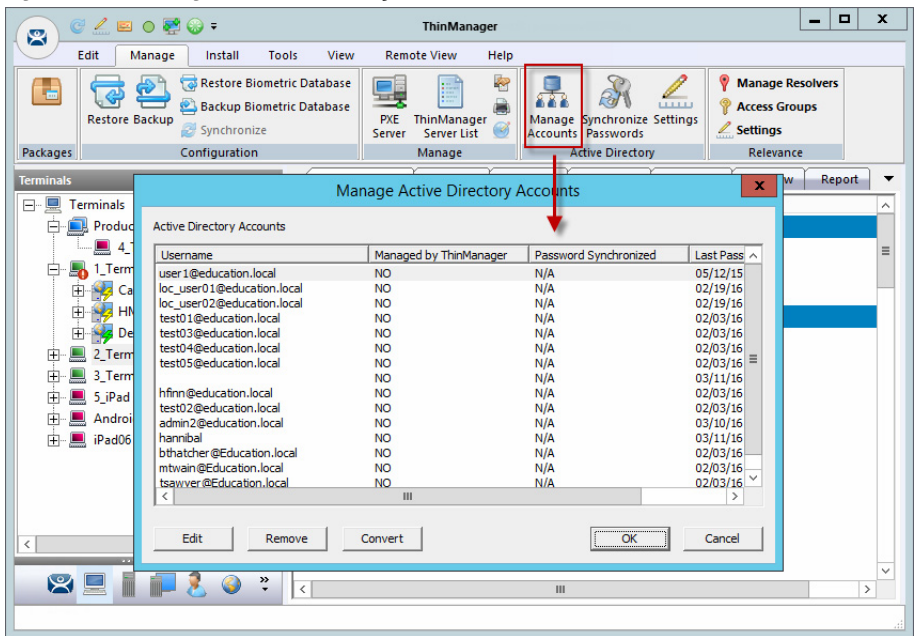 ThinManager
Edit Manage Install Tools View Remote View Help
Restore Biometric Database
Backup Biometric Database
Synchronize
Restore Backup
PXE Server
ThinManager Server List
Manage Accounts
Synchronize Passwords
Settings
Manage Resolvers
Access Groups
Settings
Packages Configuration Manage Active Directory Relevance
Terminals
Report
Terminals
Produc
1_Term
Ca
HN
De
2_Term
3_Term
5_iPad
Androi
iPad06
Manage Active Directory Accounts
Active Directory Accounts
Username Managed by ThinManager Password Synchronized Last Pass
user1@education.local NO N/A 05/12/15
loc_user01@education.local NO N/A 02/19/16
loc_user02@education.local NO N/A 02/19/16
test01@education.local NO N/A 02/03/16
test03@education.local NO N/A 02/03/16
test04@education.local NO N/A 02/03/16
test05@education.local NO N/A 02/03/16
NO N/A 03/11/16
hfinn@education.local NO N/A 02/03/16
test02@education.local NO N/A 02/03/16
admin2@education.local NO N/A 03/10/16
hannibal NO N/A 03/11/16
bthatcher@Education.local NO N/A 02/03/16
mtwain@Education.local NO N/A 02/03/16
tsawyer@Education.local NO N/A 02/03/16
Edit Remove Convert OK Cancel